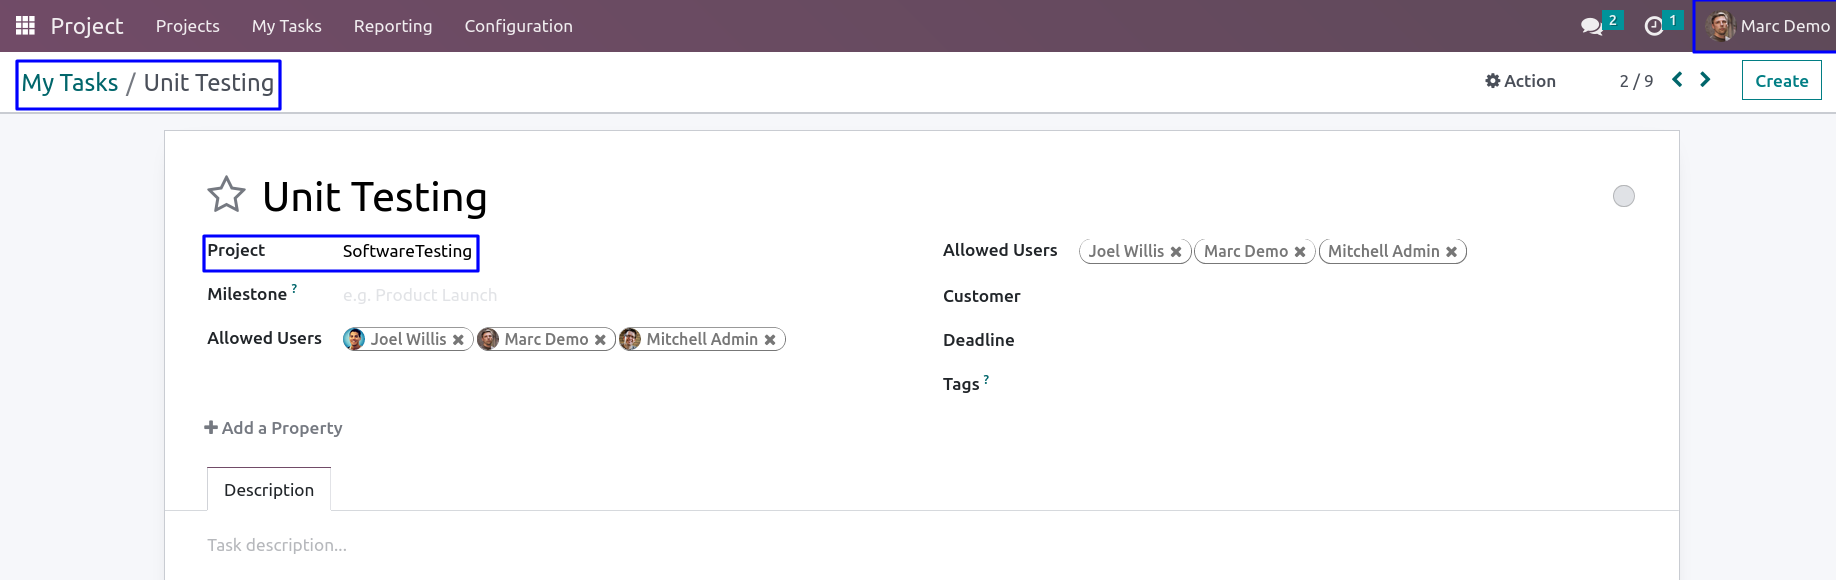 Project Projects My Tasks Reporting Configuration 2 1 Marc Demo
My Tasks / Unit Testing Action 2 / 9 Create
Unit Testing
Project SoftwareTesting
Milestone ? e.g. Product Launch
Allowed Users Joel Willis Marc Demo Mitchell Admin
Allowed Users Joel Willis Marc Demo Mitchell Admin
Customer
Deadline
Tags ?
Add a Property
Description
Task description...